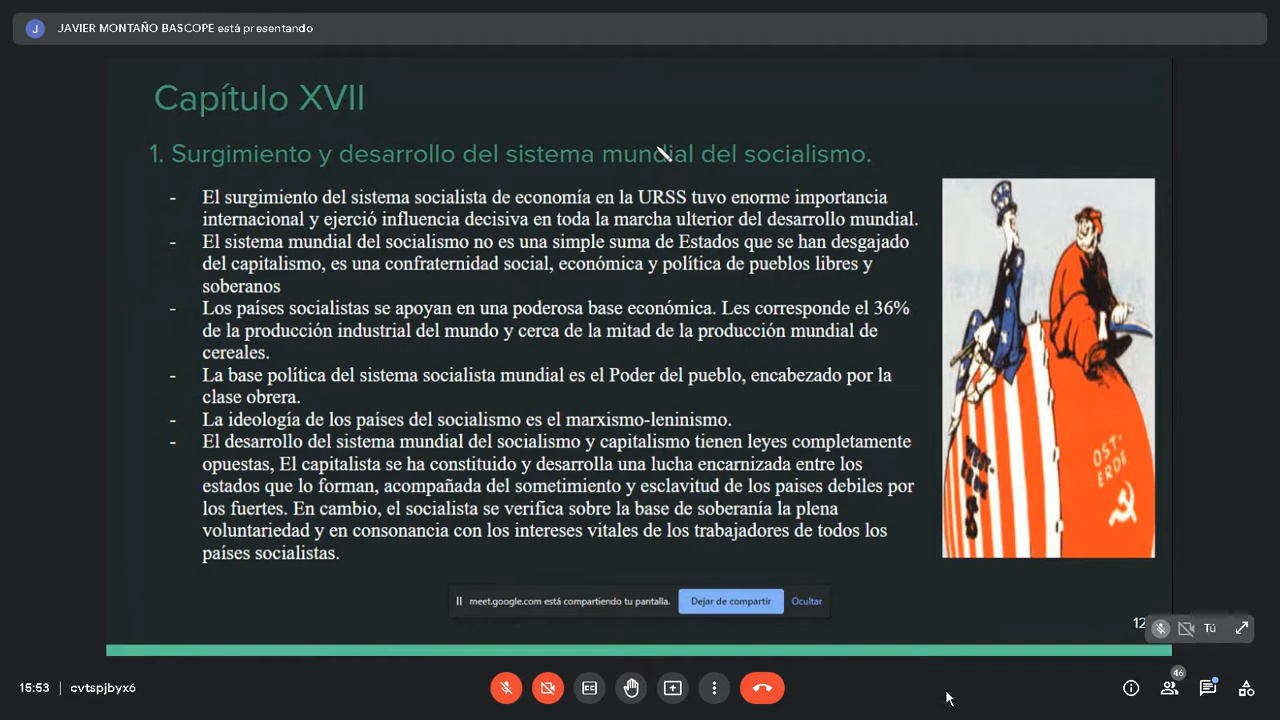 J JAVIER MONTAÑO BASCOPE está presentando
Capítulo XVII
1. Surgimiento y desarrollo del sistema mundial del socialismo.
- El surgimiento del sistema socialista de economía en la URSS tuvo enorme importancia
internacional y ejerció influencia decisiva en toda la marcha ulterior del desarrollo mundial.
- El sistema mundial del socialismo no es una simple suma de Estados que se han desgajado
del capitalismo, es una confraternidad social, económica y política de pueblos libres y
soberanos
- Los países socialistas se apoyan en una poderosa base económica. Les corresponde el 36%
de la producción industrial del mundo y cerca de la mitad de la producción mundial de
cereales.
- La base política del sistema socialista mundial es el Poder del pueblo, encabezado por la
clase obrera.
- La ideología de los países del socialismo es el marxismo-leninismo.
- El desarrollo del sistema mundial del socialismo y capitalismo tienen leyes completamente
opuestas, El capitalista se ha constituido y desarrolla una lucha encarnizada entre los
estados que lo forman, acompañada del sometimiento y esclavitud de los paises debiles por
los fuertes. En cambio, el socialista se verifica sobre la base de soberanía la plena
voluntariedad y en consonancia con los intereses vitales de los trabajadores de todos los
países socialistas.
OST-
ERDE
meet.google.com está compartiendo tu pantalla. Dejar de compartir Ocultar
12
Tú
15:53 | cvtspjbyx6
46